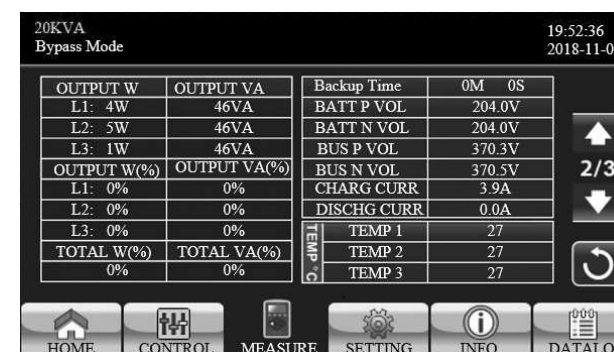 20KVA
Bypass Mode
19:52:36
2018-11-0
OUTPUT W OUTPUT VA
L1: 4W 46VA
L2: 5W 46VA
L3: 1W 46VA
OUTPUT W(%) OUTPUT VA(%)
L1: 0% 0%
L2: 0% 0%
L3: 0% 0%
TOTAL W(%) TOTAL VA(%)
0% 0%
Backup Time 0M 0S
BATT P VOL 204.0V
BATT N VOL 204.0V
BUS P VOL 370.3V
BUS N VOL 370.5V
CHARG CURR 3.9A
DISCHG CURR 0.0A
TEMP °C
TEMP 1 27
TEMP 2 27
TEMP 3 27
2/3
HOME CONTROL MEASURE SETTING INFO DATALO